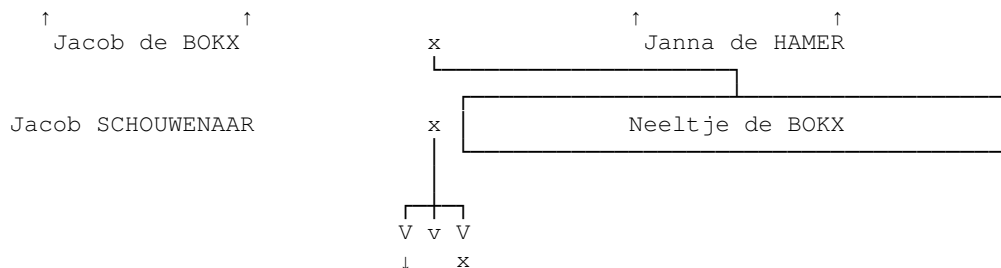 ↑ ↑ ↑ ↑
Jacob de BOKX x Janna de HAMER
Jacob SCHOUWENAAR x Neeltje de BOKX
V v V
⊥ x